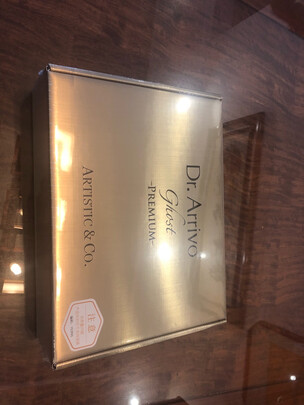 Dr. Arrivo
Ghost
-PREMIUM-
ARTISTIC & CO.